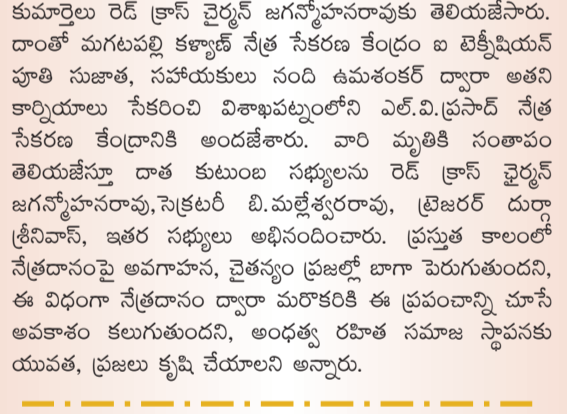 కుమార్తెలు రెడ్ క్రాస్ చైర్మన్ జగన్మోహనరావుకు తెలియజేసారు.
దాంతో మగటపల్లి కళ్యాణ్ నేత్ర సేకరణ కేంద్రం ఐ టెక్నీషియన్
పూతి సుజాత, సహాయకులు నంది ఉమశంకర్ ద్వారా అతని
కార్నియాలు సేకరించి విశాఖపట్నంలోని ఎల్.వి.ప్రసాద్ నేత్ర
సేకరణ కేంద్రానికి అందజేశారు. వారి మృతికి సంతాపం
తెలియజేస్తూ దాత కుటుంబ సభ్యులను రెడ్ క్రాస్ ఛైర్మన్
జగన్మోహనరావు,సెక్రటరీ బి.మల్లేశ్వరరావు, ట్రెజరర్ దుర్గా
శ్రీనివాస్, ఇతర సభ్యులు అభినందించారు. ప్రస్తుత కాలంలో
నేత్రదానంపై అవగాహన, చైతన్యం ప్రజల్లో బాగా పెరుగుతుందని,
ఈ విధంగా నేత్రదానం ద్వారా మరొకరికి ఈ ప్రపంచాన్ని చూసే
అవకాశం కలుగుతుందని, అంధత్వ రహిత సమాజ స్థాపనకు
యువత, ప్రజలు కృషి చేయాలని అన్నారు.